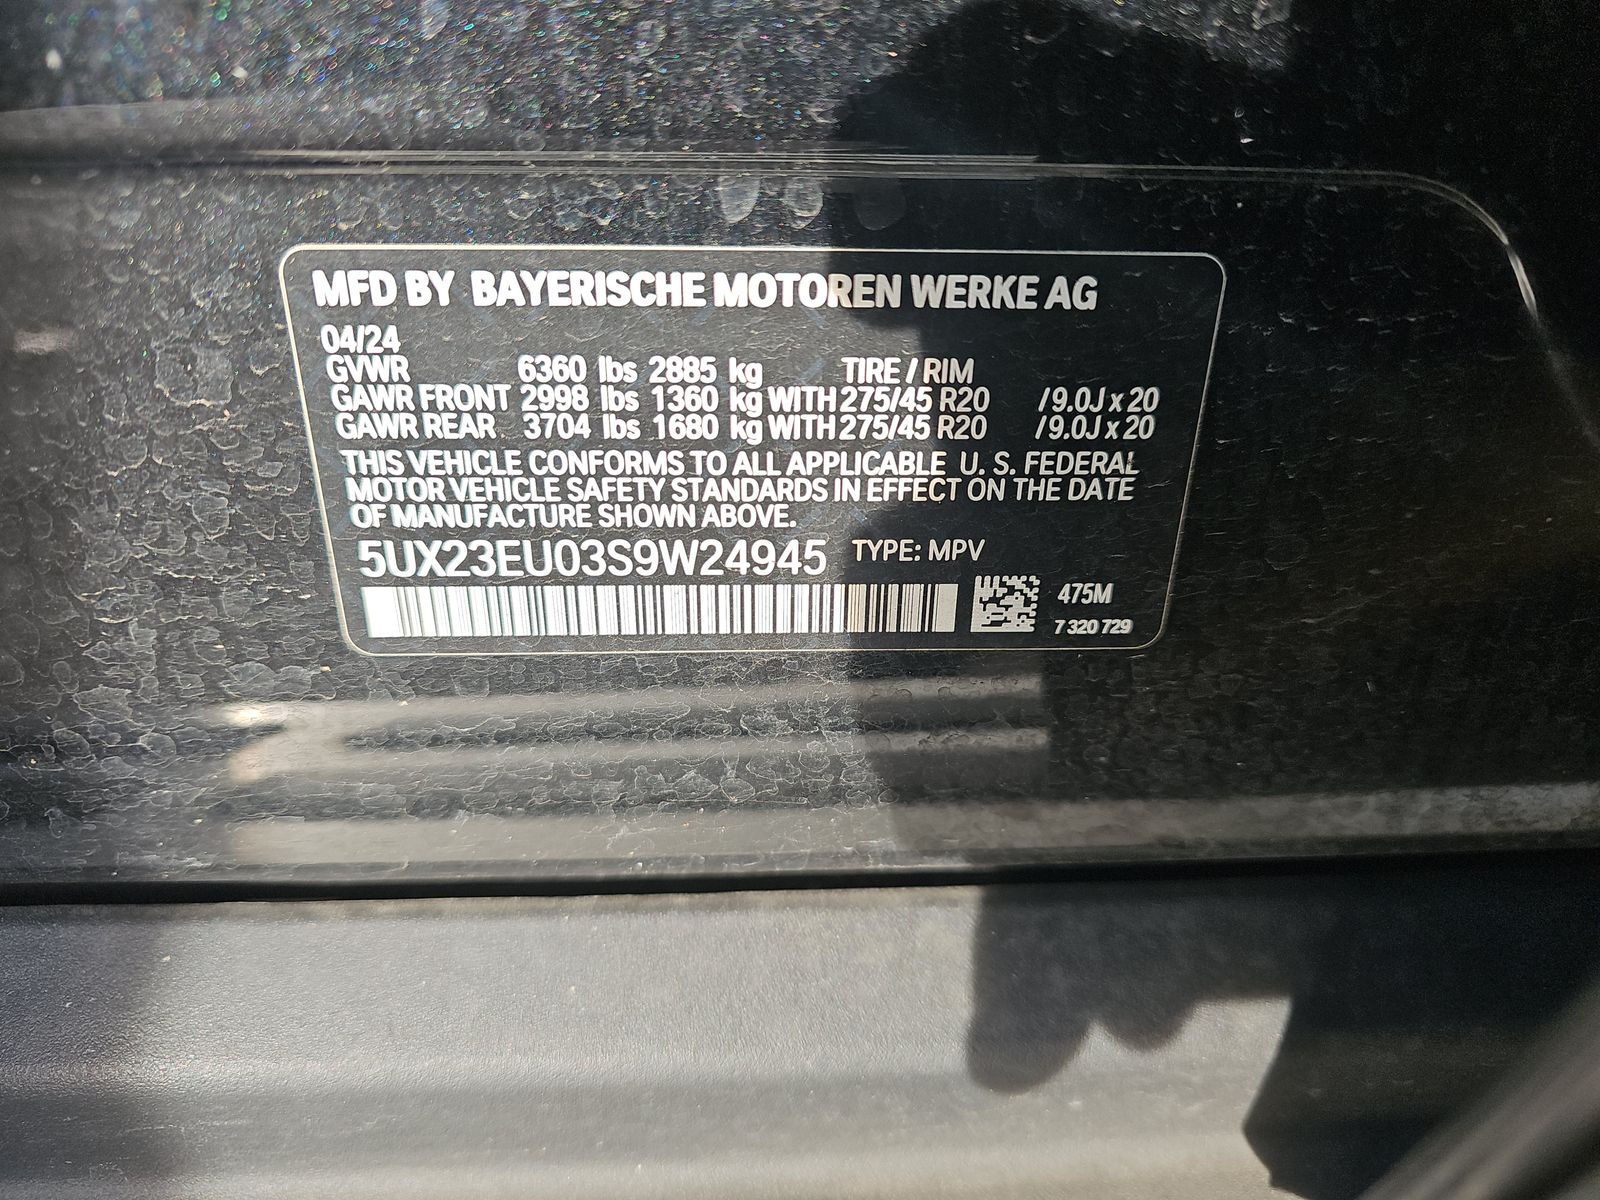 MFD BY BAYERISCHE MOTOREN WERKE AG
04/24
GVWR 6360 lbs 2885 kg TIRE / RIM
GAWR FRONT 2998 lbs 1360 kg WITH 275/45 R20 / 9.0J x 20
GAWR REAR 3704 lbs 1680 kg WITH 275/45 R20 / 9.0J x 20
THIS VEHICLE CONFORMS TO ALL APPLICABLE U. S. FEDERAL
MOTOR VEHICLE SAFETY STANDARDS IN EFFECT ON THE DATE
OF MANUFACTURE SHOWN ABOVE.
5UX23EU03S9W24945 TYPE: MPV
475M
7 320 729